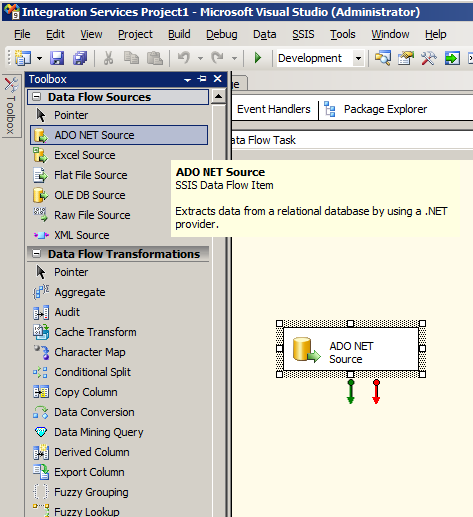 Integration Services Project1 - Microsoft Visual Studio (Administrator)
File Edit View Project Build Debug Data SSIS Tools Window Community
Development
Toolbox
Toolbox
Data Flow Sources
Pointer
ADO NET Source
Excel Source
Flat File Source
OLE DB Source
Raw File Source
XML Source
Data Flow Transformations
Pointer
Aggregate
Audit
Cache Transform
Character Map
Conditional Split
Copy Column
Data Conversion
Data Mining Query
Derived Column
Export Column
Fuzzy Grouping
Fuzzy Lookup
Event Handlers Package Explorer
ata Flow Task
ADO NET Source
SSIS Data Flow Item
Extracts data from a relational database by using a .NET
provider.
ADO NET
Source